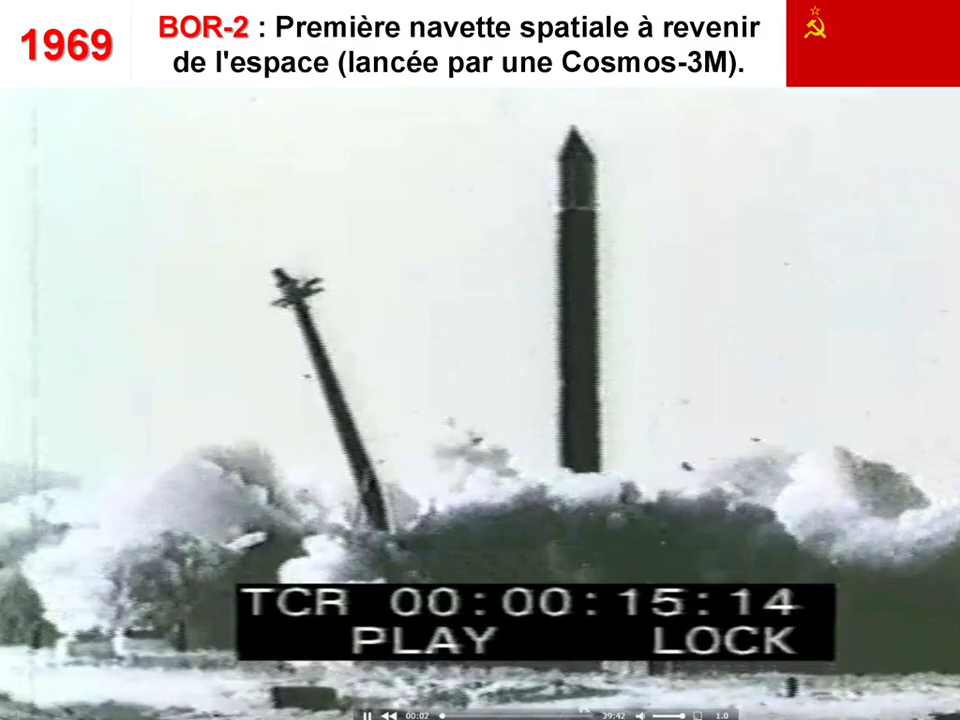 1969
BOR-2 : Première navette spatiale à revenir
de l'espace (lancée par une Cosmos-3M).
TCR 00:00:15:14
PLAY LOCK
00:02 39:42 1.0